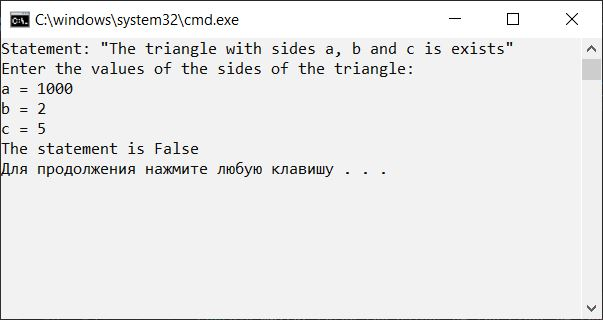 C:\windows\system32\cmd.exe
Statement: "The triangle with sides a, b and c is exists"
Enter the values of the sides of the triangle:
a = 1000
b = 2
c = 5
The statement is False
Для продолжения нажмите любую клавишу . . .